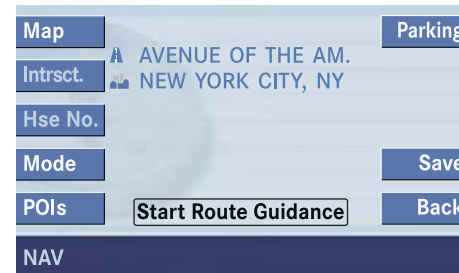 Map
Parking
AVENUE OF THE AM.
Intrsct.
NEW YORK CITY, NY
Hse No.
Mode
Save
POIs
Start Route Guidance
Back
NAV